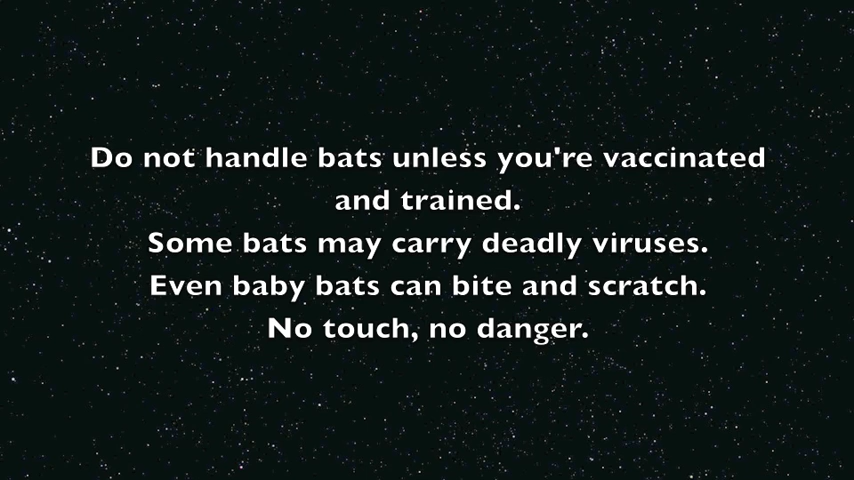 Do not handle bats unless you're vaccinated
and trained.
Some bats may carry deadly viruses.
Even baby bats can bite and scratch.
No touch, no danger.